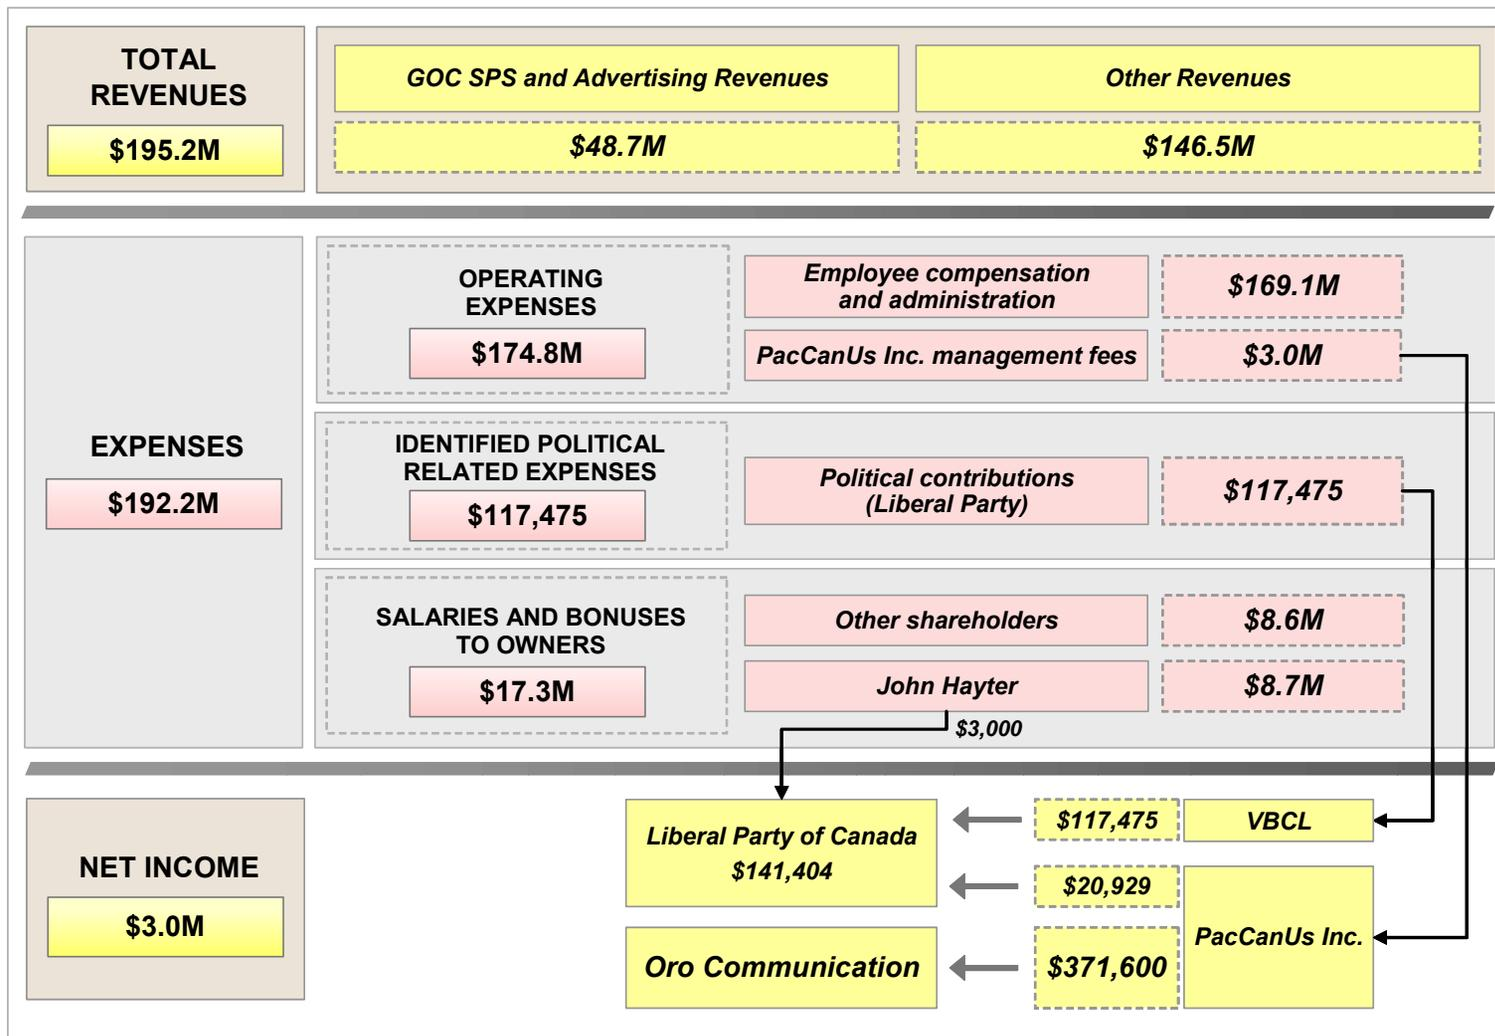 TOTAL
REVENUES
$195.2M
GOC SPS and Advertising Revenues
Other Revenues
$48.7M
$146.5M
EXPENSES
$192.2M
OPERATING
EXPENSES
$174.8M
Employee compensation
and administration
$169.1M
PacCanUs Inc. management fees
$3.0M
IDENTIFIED POLITICAL
RELATED EXPENSES
$117,475
Political contributions
(Liberal Party)
$117,475
SALARIES AND BONUSES
TO OWNERS
$17.3M
Other shareholders
$8.6M
John Hayter
$8.7M
$3,000
NET INCOME
$3.0M
Liberal Party of Canada
$141,404
$117,475
VBCL
$20,929
PacCanUs Inc.
Oro Communication
$371,600